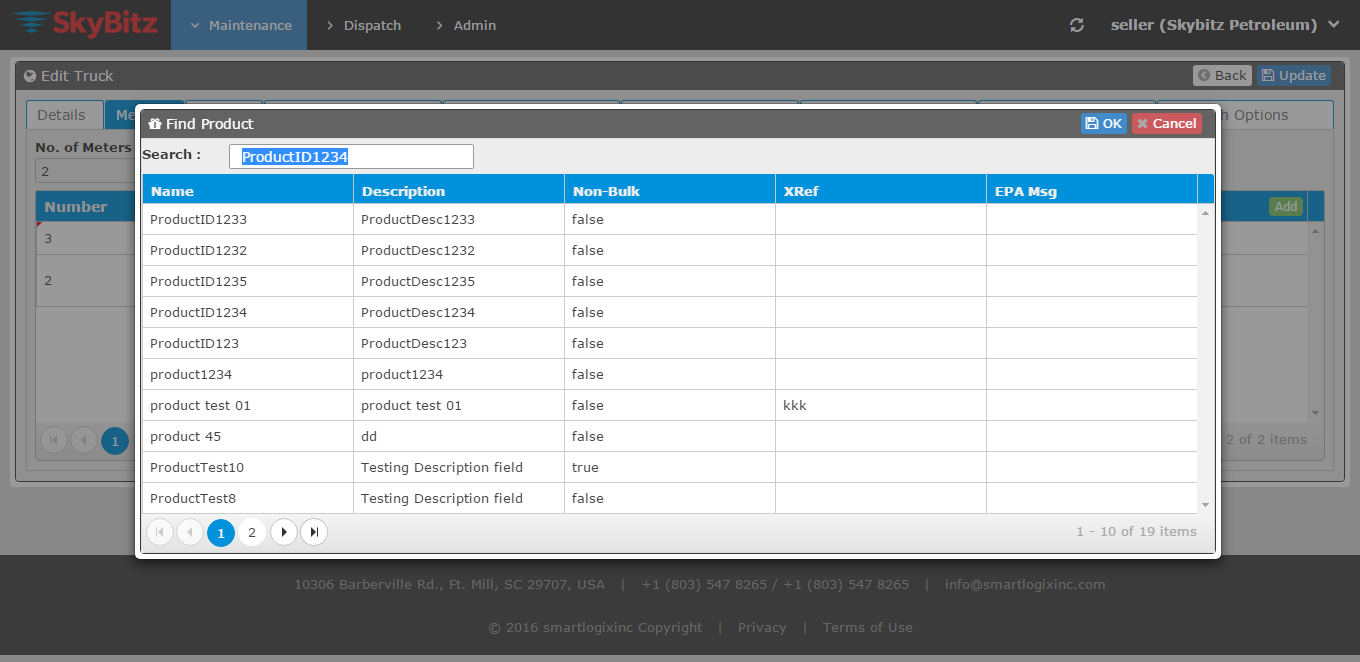 SkyBitz Maintenance Dispatch Admin seller (Skybitz Petroleum)
Edit Truck Back Update
Details Me h Options
Find Product OK Cancel
No. of Meters
Search : ProductID1234
2
Name Description Non-Bulk XRef EPA Msg
Number Add
ProductID1233 ProductDesc1233 false
3
ProductID1232 ProductDesc1232 false
2
ProductID1235 ProductDesc1235 false
ProductID1234 ProductDesc1234 false
ProductID123 ProductDesc123 false
product1234 product1234 false
product test 01 product test 01 false kkk
product 45 dd false
1 2 of 2 items
ProductTest10 Testing Description field true
ProductTest8 Testing Description field false
1 2 1 - 10 of 19 items
10306 Barberville Rd., Ft. Mill, SC 29707, USA | +1 (803) 547 8265 / +1 (803) 547 8265 | info@smartlogixinc.com
© 2016 smartlogixinc Copyright | Privacy | Terms of Use